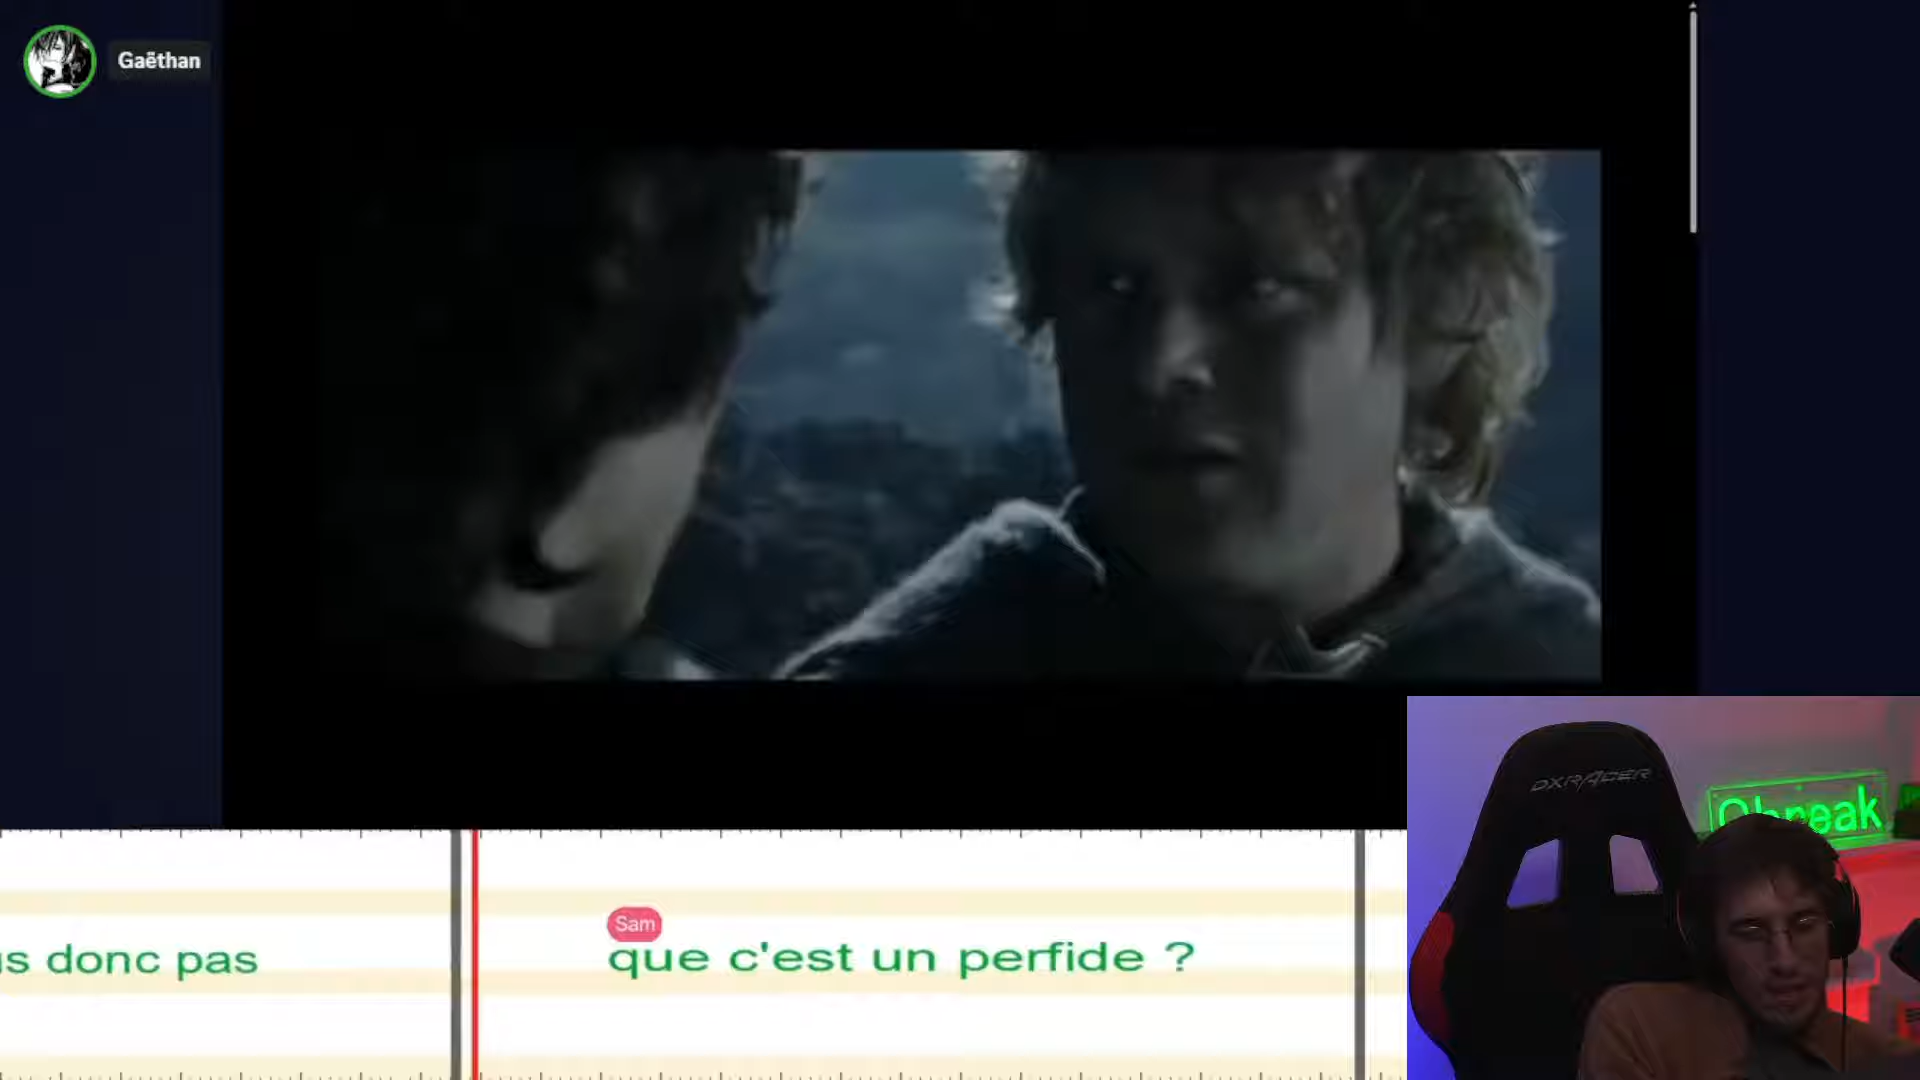 Gaëthan
DXRACER
Sam
s donc pas
que c'est un perfide ?